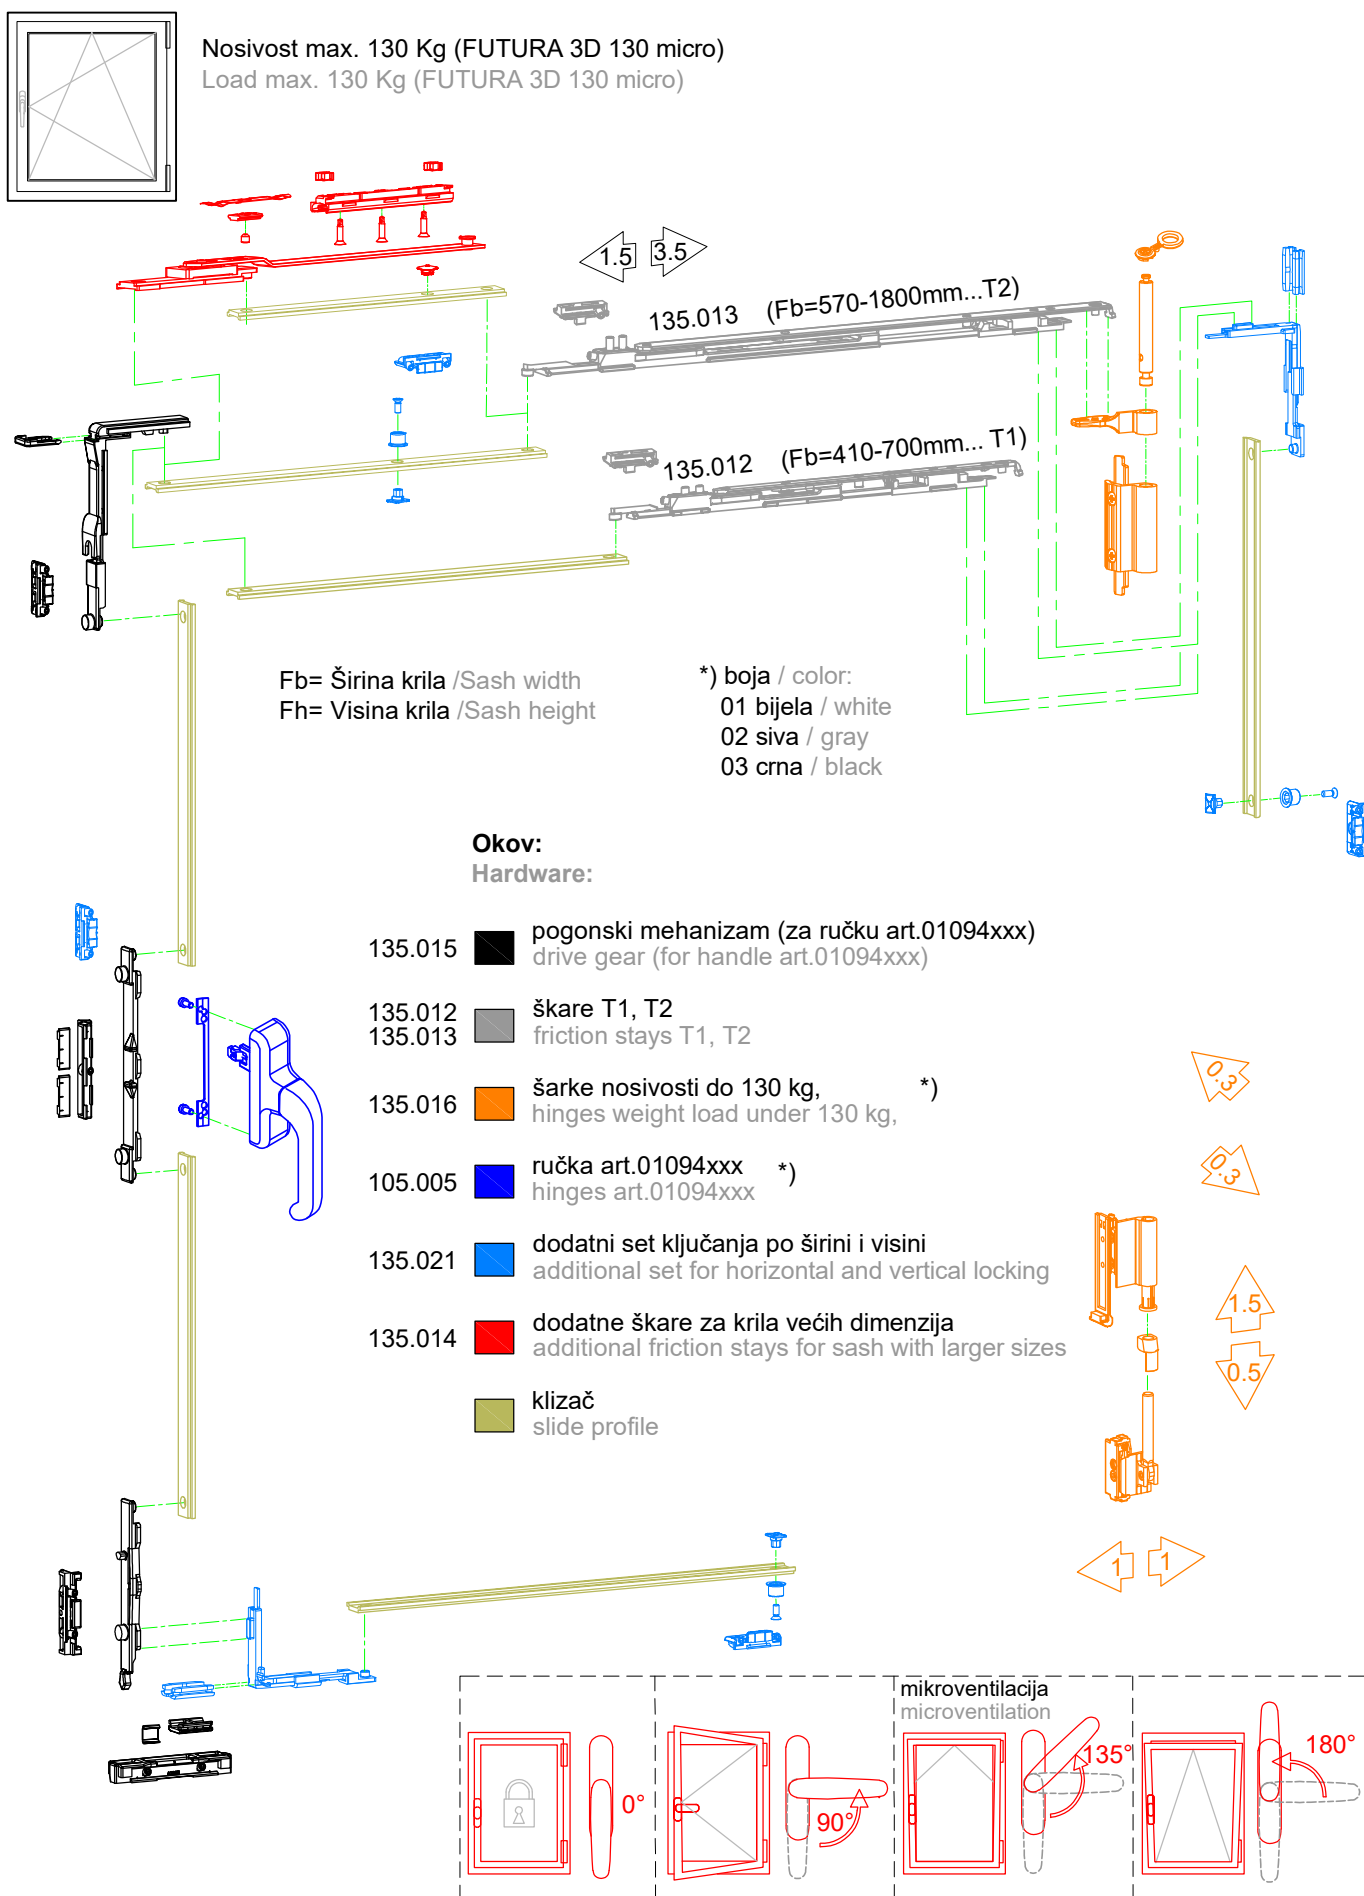 Nosivost max. 130 Kg (FUTURA 3D 130 micro)
Load max. 130 Kg (FUTURA 3D 130 micro)
1.5
3.5
135.013 (Fb=570-1800mm...T2)
135.012 (Fb=410-700mm... T1)
Fb= Širina krila /Sash width
Fh= Visina krila /Sash height
*) boja / color:
01 bijela / white
02 siva / gray
03 crna / black
Okov:
Hardware:
135.015
pogonski mehanizam (za ručku art.01094xxx)
drive gear (for handle art.01094xxx)
135.012
135.013
škare T1, T2
friction stays T1, T2
135.016
šarke nosivosti do 130 kg, *)
hinges weight load under 130 kg,
105.005
ručka art.01094xxx *)
hinges art.01094xxx
135.021
dodatni set ključanja po širini i visini
additional set for horizontal and vertical locking
135.014
dodatne škare za krila većih dimenzija
additional friction stays for sash with larger sizes
klizač
slide profile
0.3
0.3
1.5
0.5
1
1
mikroventilacija
microventilation
0°
90°
135°
180°